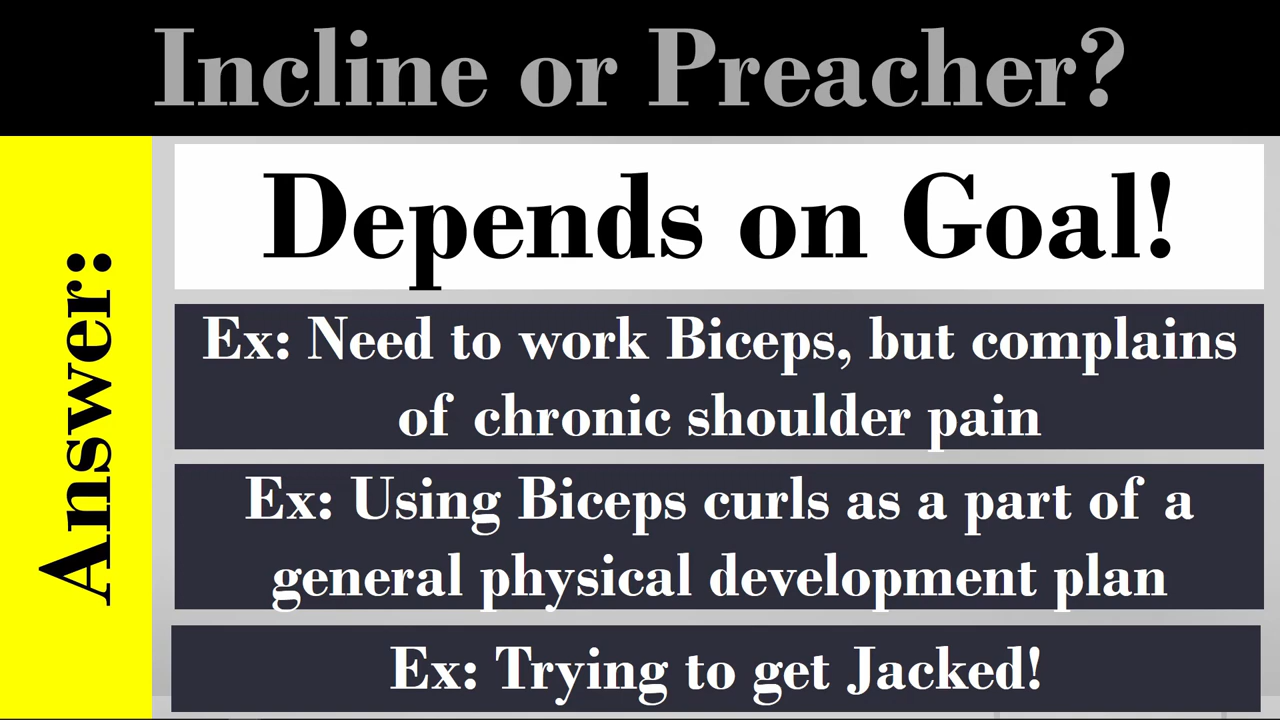 Incline or Preacher?
Answer:
Depends on Goal!
Ex: Need to work Biceps, but complains
of chronic shoulder pain
Ex: Using Biceps curls as a part of a
general physical development plan
Ex: Trying to get Jacked!